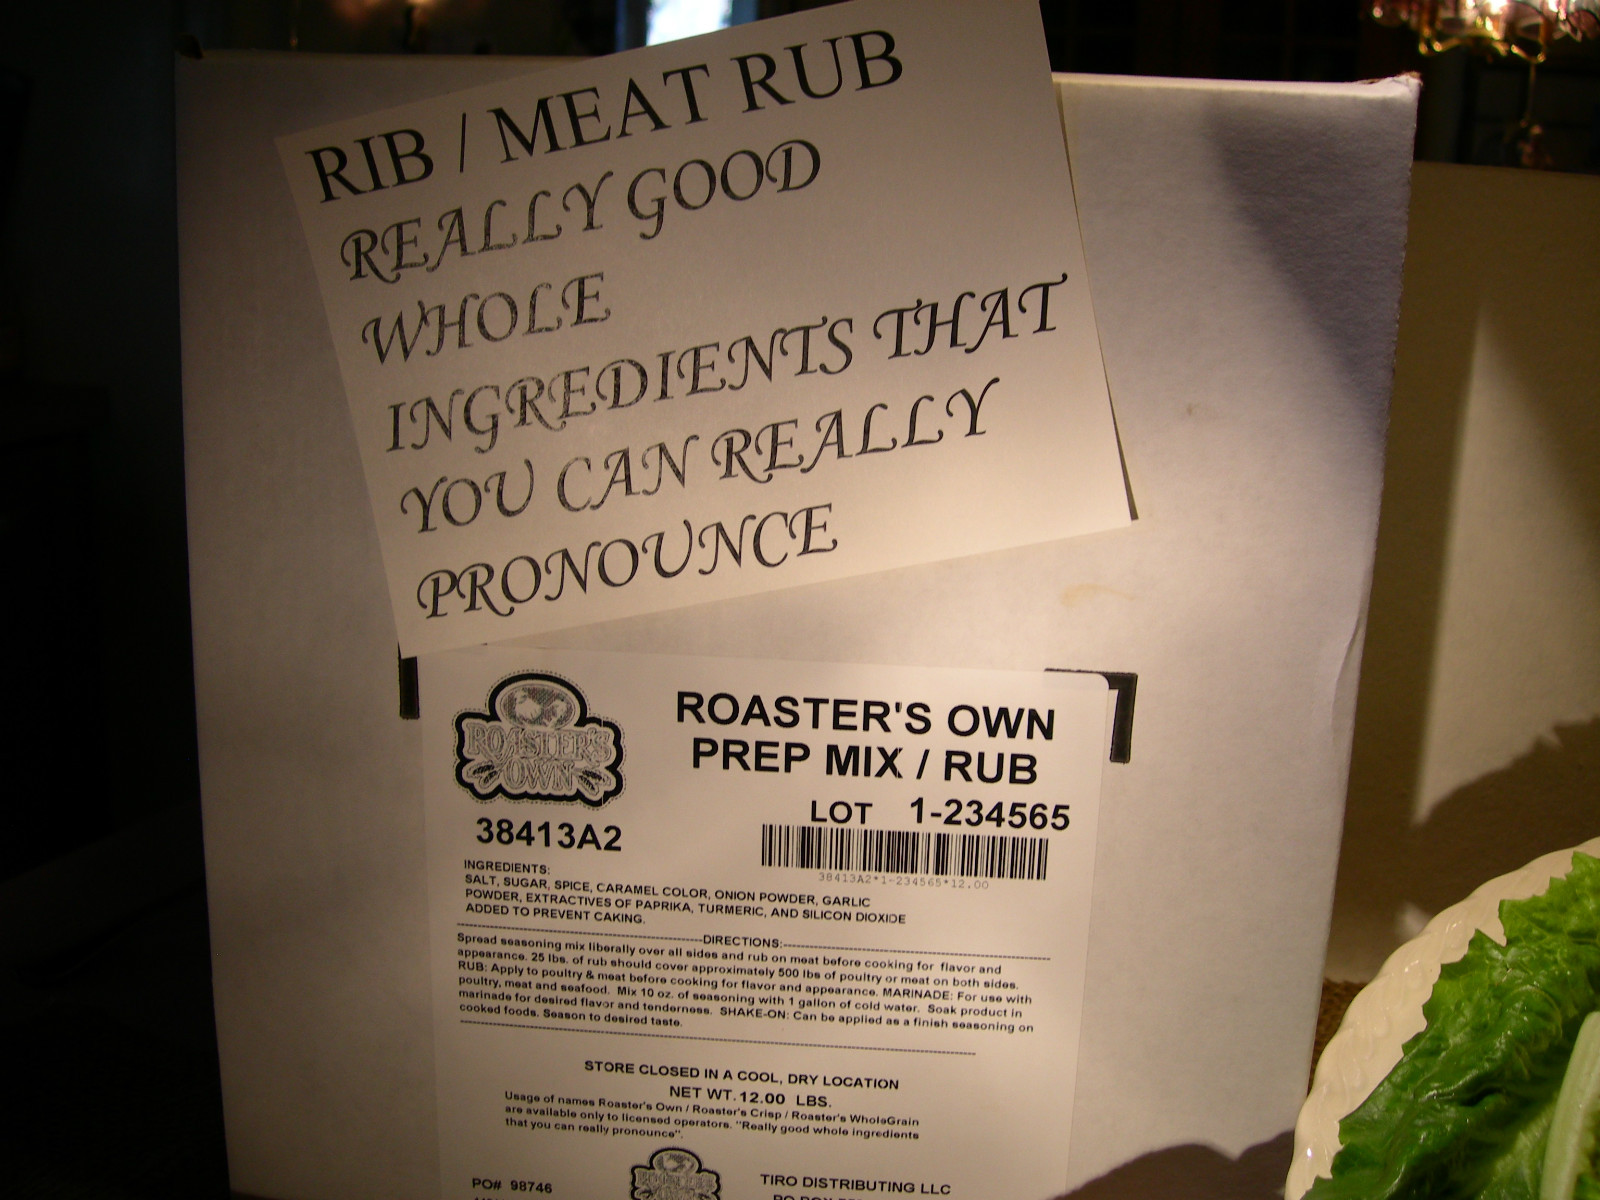 RIB / MEAT RUB
REALLY GOOD
WHOLE
INGREDIENTS THAT
YOU CAN REALLY
PRONOUNCE
ROASTER'S
OWN
ROASTER'S OWN
PREP MIX / RUB
LOT 1-234565
38413A2
38413A2*1-234565*12.00
INGREDIENTS:
SALT, SUGAR, SPICE, CARAMEL COLOR, ONION POWDER, GARLIC
POWDER, EXTRACTIVES OF PAPRIKA, TURMERIC, AND SILICON DIOXIDE
ADDED TO PREVENT CAKING.
DIRECTIONS:
Spread seasoning mix liberally over all sides and rub on meat before cooking for flavor and
appearance. 25 lbs. of rub should cover approximately 500 lbs of poultry or meat on both sides.
RUB: Apply to poultry & meat before cooking for flavor and appearance. MARINADE: For use with
poultry, meat and seafood. Mix 10 oz. of seasoning with 1 gallon of cold water. Soak product in
marinade for desired flavor and tenderness. SHAKE-ON: Can be applied as a finish seasoning on
cooked foods. Season to desired taste.
STORE CLOSED IN A COOL, DRY LOCATION
NET WT. 12.00 LBS.
Usage of names Roaster's Own / Roaster's Crisp / Roaster's WholeGrain
are available only to licensed operators. "Really good whole ingredients
that you can really pronounce".
PO# 98746
ROASTER'S
TIRO DISTRIBUTING LLC
PO BOX